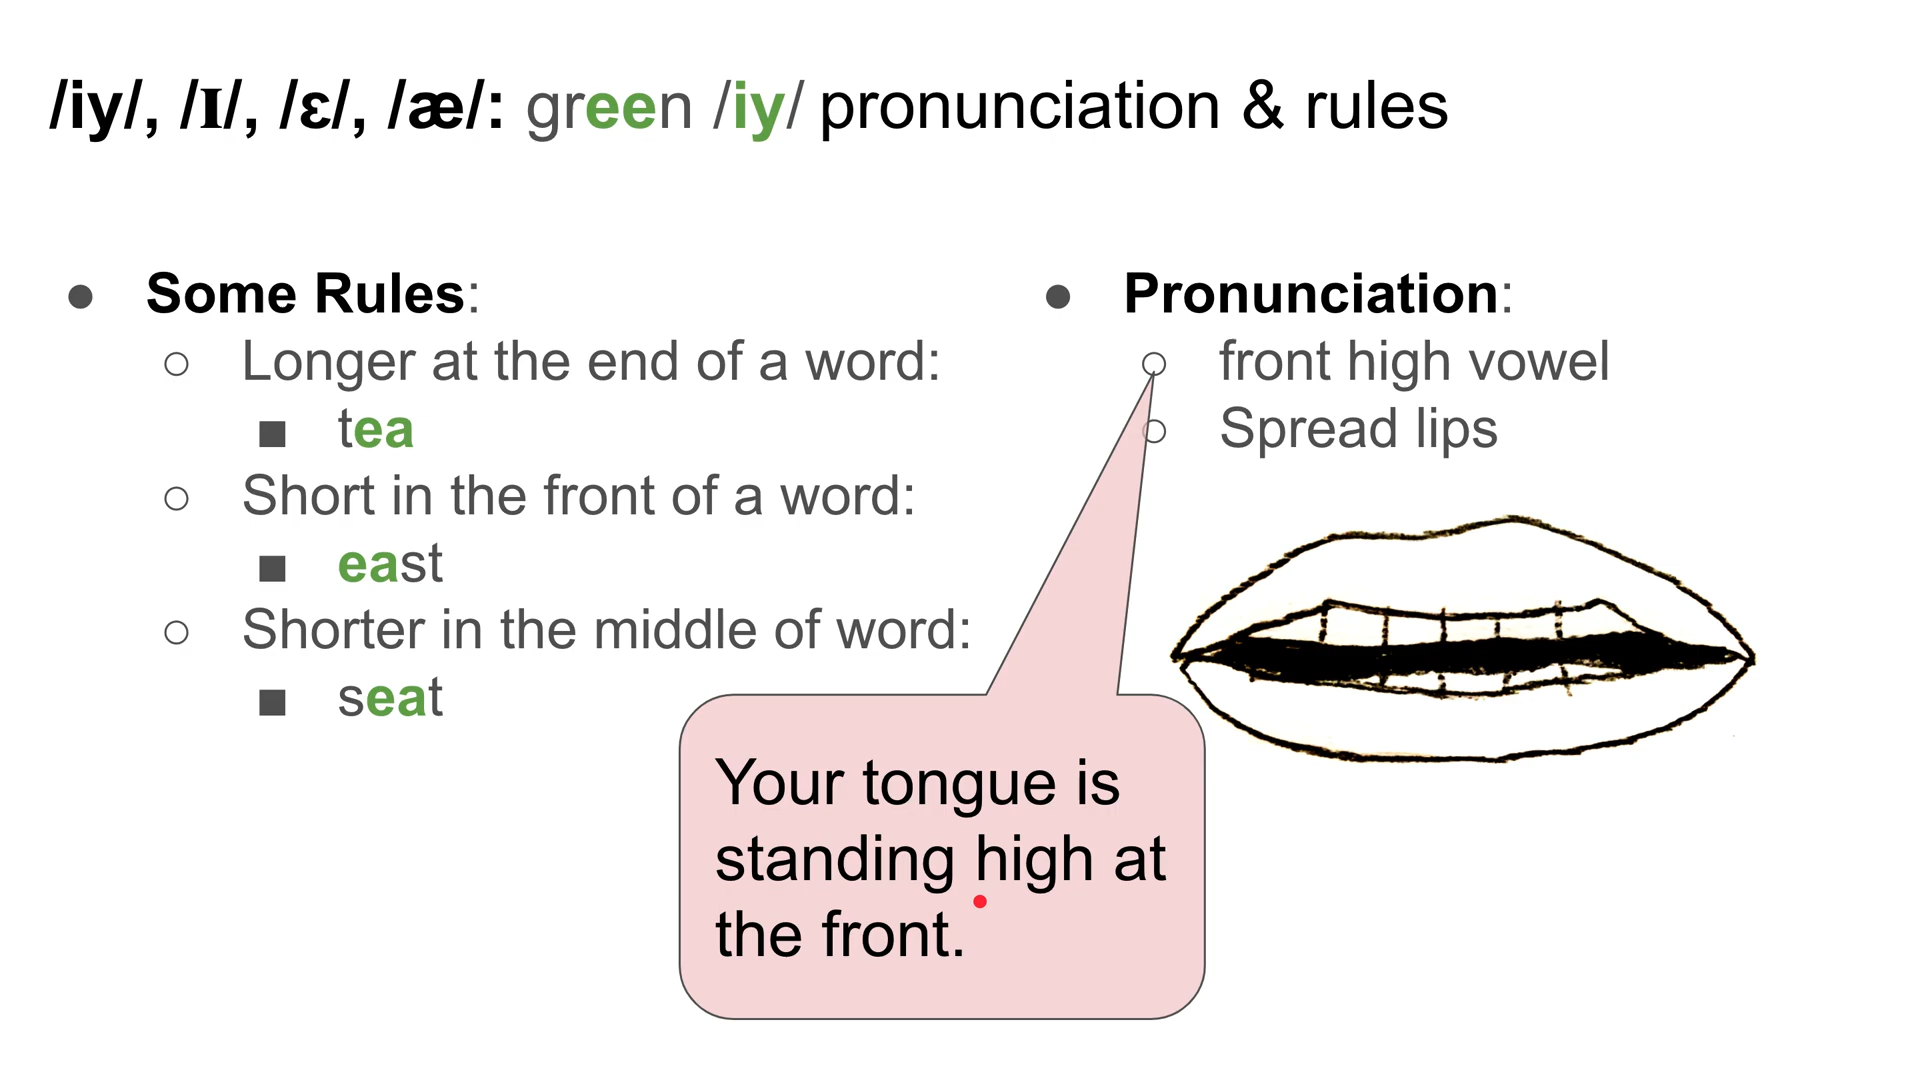 /iy/, /ɪ/, /ɛ/, /æ/: green /iy/ pronunciation & rules
● Some Rules:
○ Longer at the end of a word:
■ tea
○ Short in the front of a word:
■ east
○ Shorter in the middle of word:
■ seat
● Pronunciation:
○ front high vowel
○ Spread lips
Your tongue is
standing high at
the front.